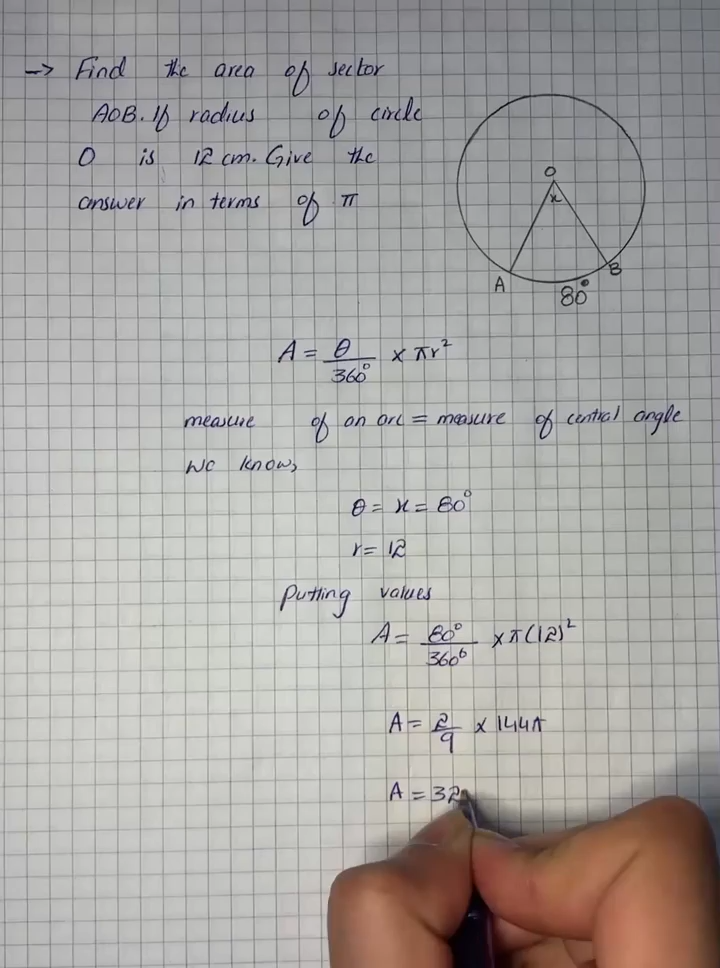 → Find the area of sector
AOB. If radius of circle
O is 12 cm. Give the
answer in terms of π
O
x
A
B
80°
A = θ/360° × πr²
measure of an arc = measure of central angle
We know,
θ = x = 80°
r = 12
Putting values
A = 80°/360° × π(12)²
A = 2/9 × 144π
A = 32